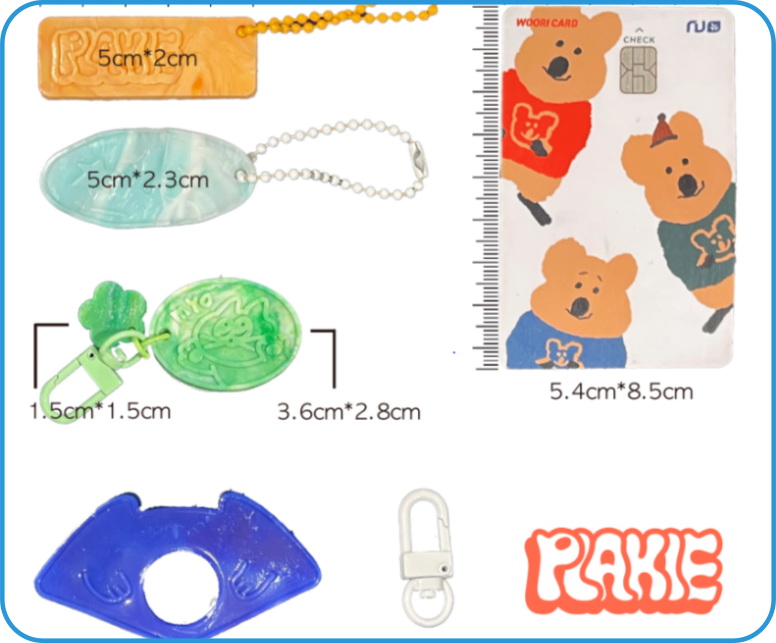 PLAKIE
5cm*2cm
WOORI CARD
CHECK
5cm*2.3cm
1.5cm*1.5cm
3.6cm*2.8cm
5.4cm*8.5cm
PLAKIE